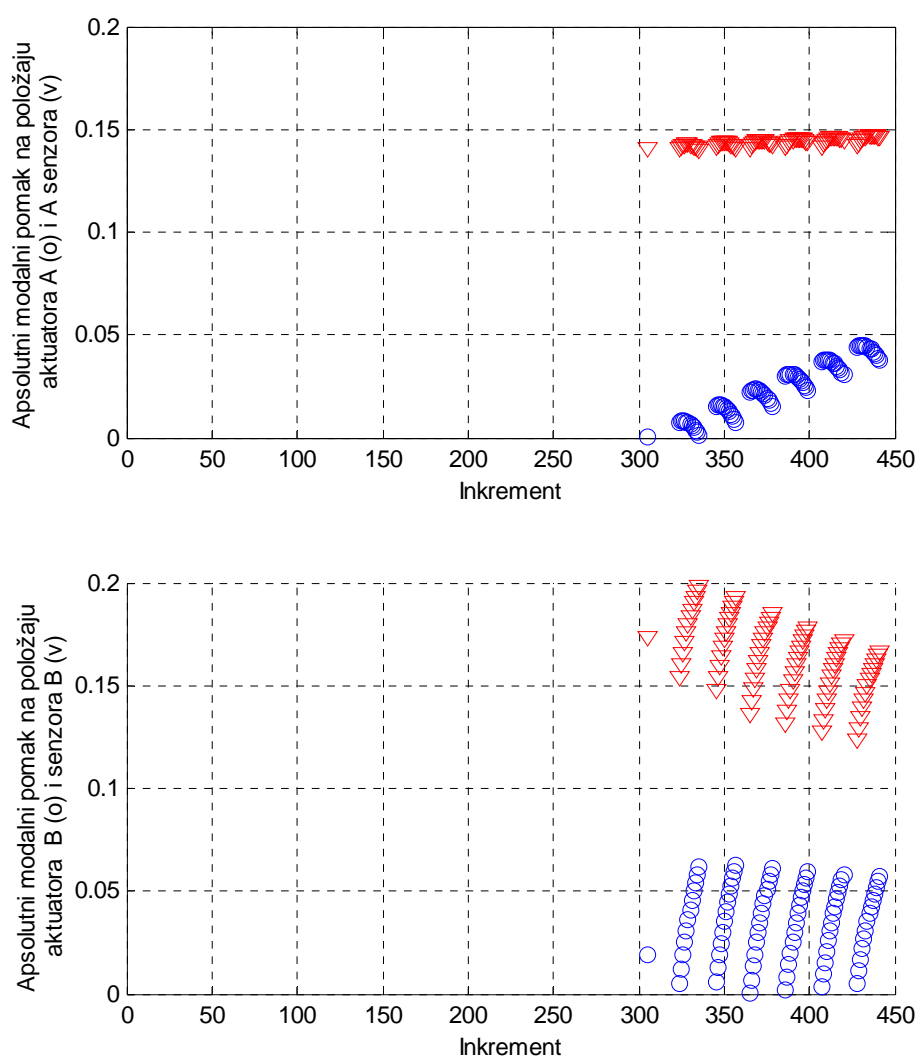 Apsolutni modalni pomak na položaju
aktuatora A (o) i A senzora (v)
0.2
0.15
0.1
0.05
0
0 50 100 150 200 250 300 350 400 450
Inkrement
Apsolutni modalni pomak na položaju
aktuatora B (o) i senzora B (v)
0.2
0.15
0.1
0.05
0
0 50 100 150 200 250 300 350 400 450
Inkrement